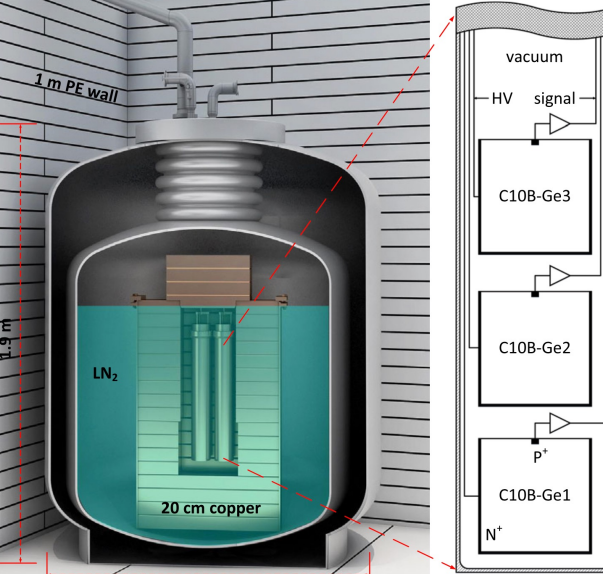 1 m PE wall
1.9 m
LN₂
20 cm copper
vacuum
HV signal
C10B-Ge3
C10B-Ge2
P⁺
C10B-Ge1
N⁺